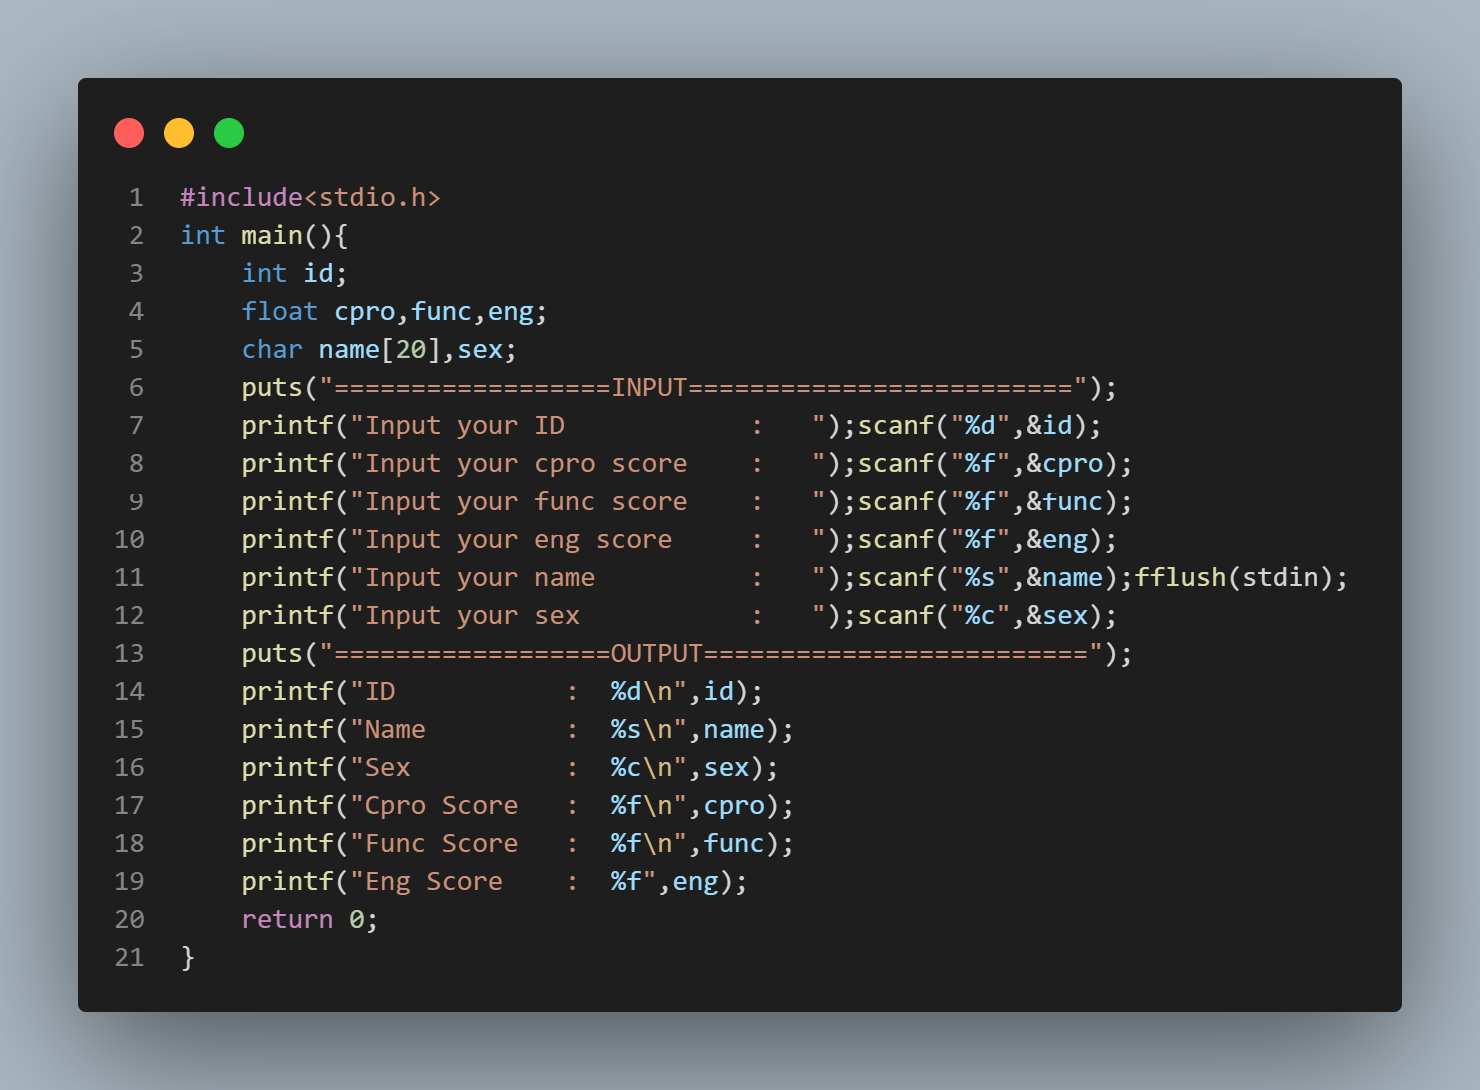 1 #include<stdio.h>
2 int main(){
3     int id;
4     float cpro,func,eng;
5     char name[20],sex;
6     puts("==================INPUT=========================");
7     printf("Input your ID            :   ");scanf("%d",&id);
8     printf("Input your cpro score    :   ");scanf("%f",&cpro);
9     printf("Input your func score    :   ");scanf("%f",&func);
10     printf("Input your eng score     :   ");scanf("%f",&eng);
11     printf("Input your name          :   ");scanf("%s",&name);fflush(stdin);
12     printf("Input your sex           :   ");scanf("%c",&sex);
13     puts("==================OUTPUT=========================");
14     printf("ID           :  %d\n",id);
15     printf("Name         :  %s\n",name);
16     printf("Sex          :  %c\n",sex);
17     printf("Cpro Score   :  %f\n",cpro);
18     printf("Func Score   :  %f\n",func);
19     printf("Eng Score    :  %f",eng);
20     return 0;
21 }